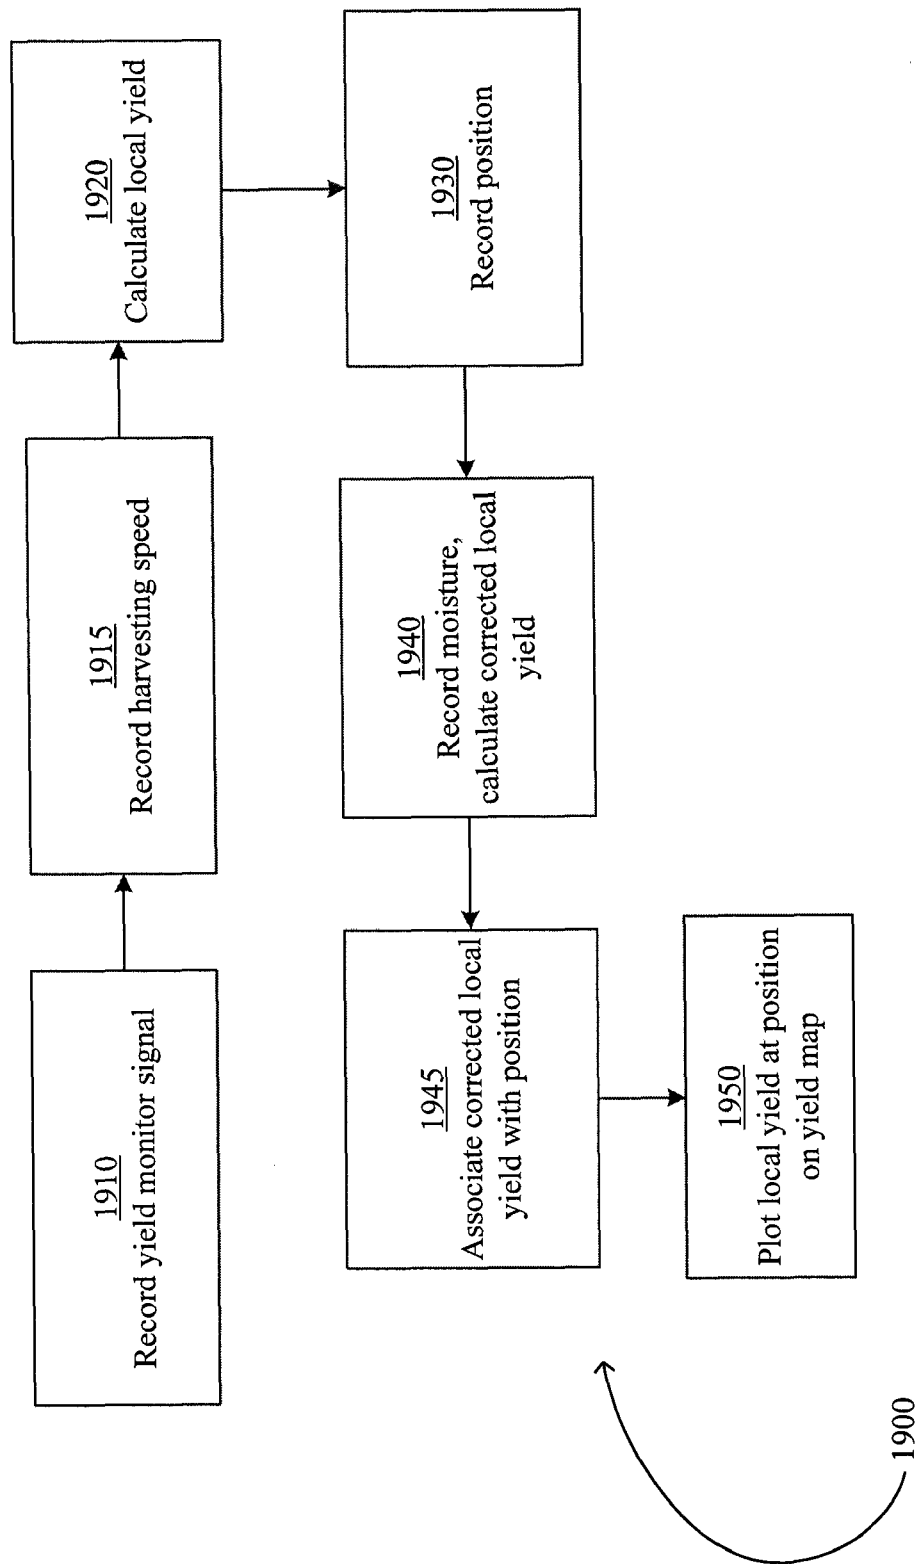 1910
Record yield monitor signal
1915
Record harvesting speed
1920
Calculate local yield
1930
Record position
1940
Record moisture,
calculate corrected local
yield
1945
Associate corrected local
yield with position
1950
Plot local yield at position
on yield map
1900